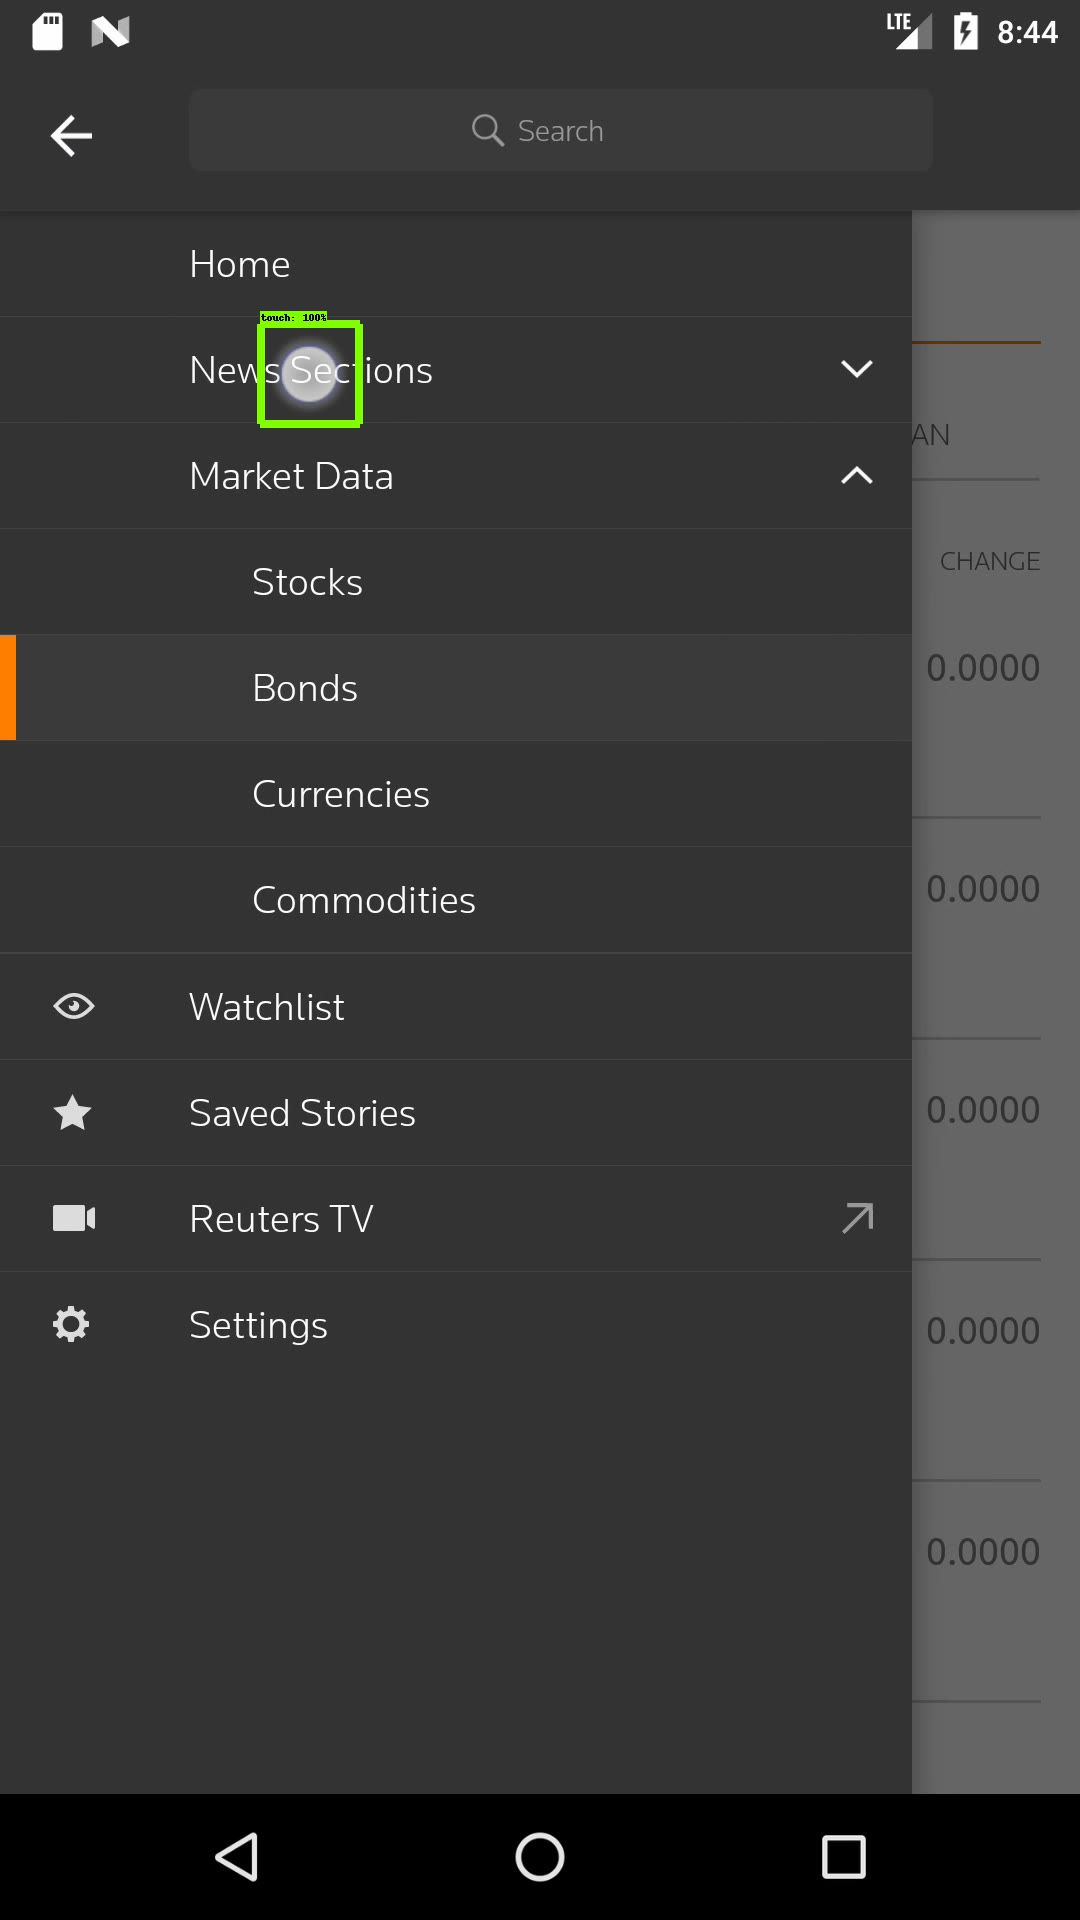 LTE 8:44
Search
Home
touch: 100%
News Sections
AN
Market Data
CHANGE
Stocks
0.0000
Bonds
Currencies
0.0000
Commodities
Watchlist
0.0000
Saved Stories
Reuters TV
0.0000
Settings
0.0000